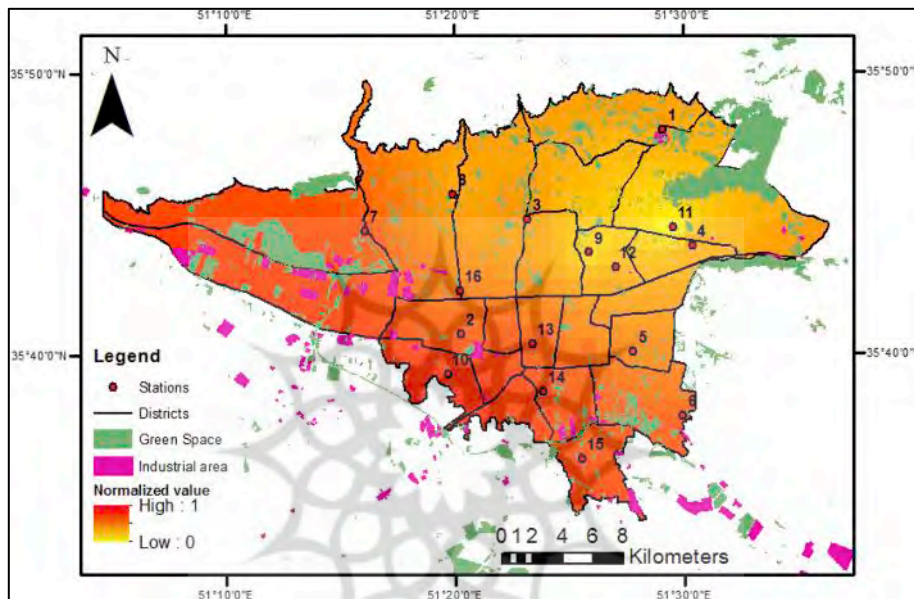 51°10'0"E 51°20'0"E 51°30'0"E
N
35°50'0"N 35°50'0"N
1
8
3
7
11
4
9
12
16
2
13
5
10
14
6
15
35°40'0"N 35°40'0"N
Legend
Stations
Districts
Green Space
Industrial area
Normalized value
High : 1
Low : 0
0 1 2 4 6 8
Kilometers
51°10'0"E 51°20'0"E 51°30'0"E